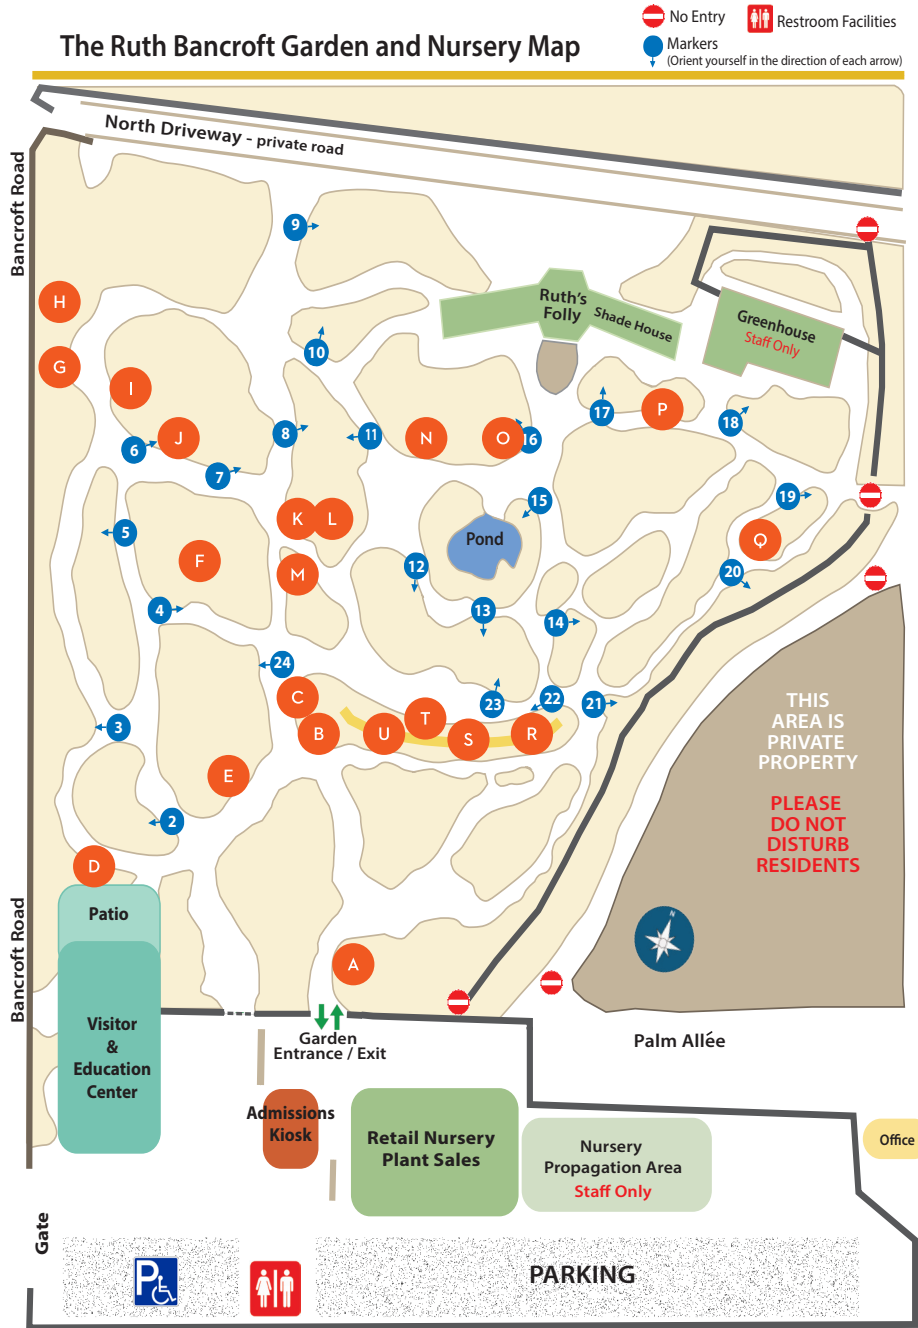 No Entry
Restroom Facilities
The Ruth Bancroft Garden and Nursery Map
Markers
(Orient yourself in the direction of each arrow)
North Driveway - private road
Bancroft Road
9
H
Ruth's
Folly
Shade House
Greenhouse
Staff Only
10
G
I
17
P
18
6
J
8
11
N
O
16
7
19
15
K
L
5
Pond
Q
F
M
12
20
4
13
14
24
C
23
22
21
THIS
AREA IS
PRIVATE
PROPERTY
3
B
U
T
S
R
E
PLEASE
DO NOT
DISTURB
RESIDENTS
2
D
Patio
Bancroft Road
N
A
Visitor
&
Education
Center
Garden
Entrance / Exit
Palm Allée
Admissions
Kiosk
Retail Nursery
Plant Sales
Nursery
Propagation Area
Staff Only
Office
Gate
P
PARKING